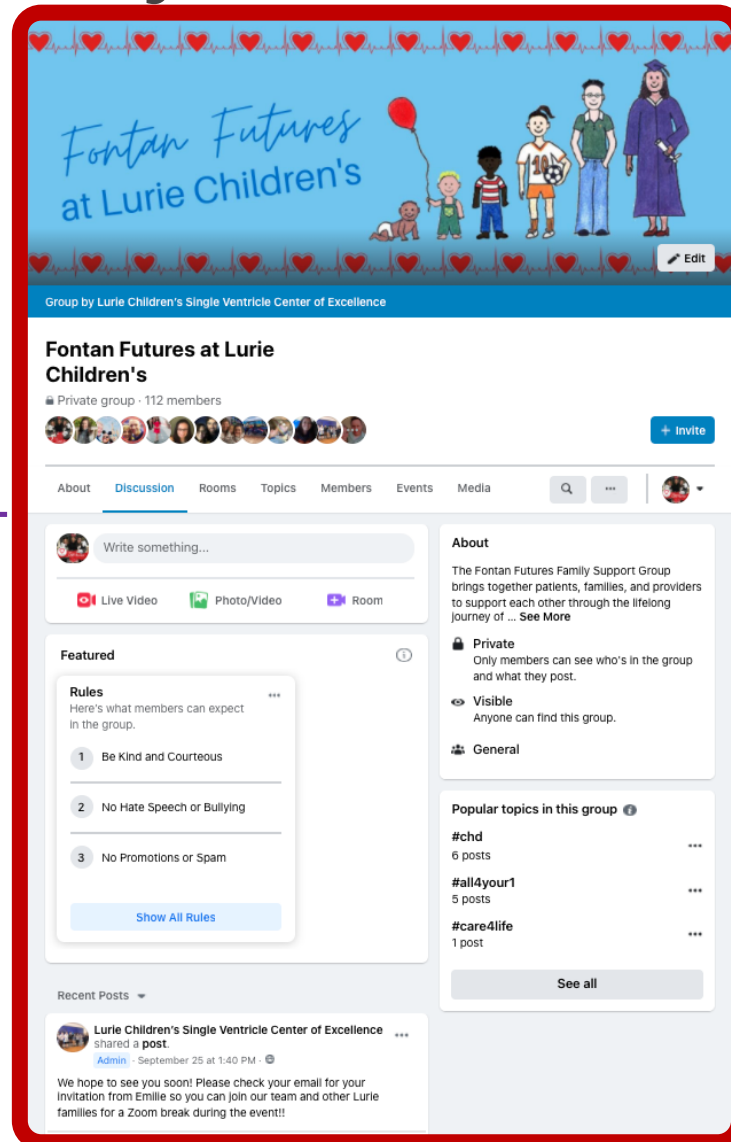 Fontan Futures
at Lurie Children's
10
Edit
Group by Lurie Children's Single Ventricle Center of Excellence
Fontan Futures at Lurie
Children's
Private group · 112 members
+ Invite
About Discussion Rooms Topics Members Events Media
Write something...
Live Video Photo/Video Room
Featured
Rules
Here's what members can expect
in the group.
1 Be Kind and Courteous
2 No Hate Speech or Bullying
3 No Promotions or Spam
Show All Rules
Recent Posts
Lurie Children's Single Ventricle Center of Excellence
shared a post.
Admin · September 25 at 1:40 PM ·
We hope to see you soon! Please check your email for your
invitation from Emilie so you can join our team and other Lurie
families for a Zoom break during the event!!
About
The Fontan Futures Family Support Group
brings together patients, families, and providers
to support each other through the lifelong
journey of ... See More
Private
Only members can see who's in the group
and what they post.
Visible
Anyone can find this group.
General
Popular topics in this group
#chd
6 posts
#all4your1
5 posts
#care4life
1 post
See all